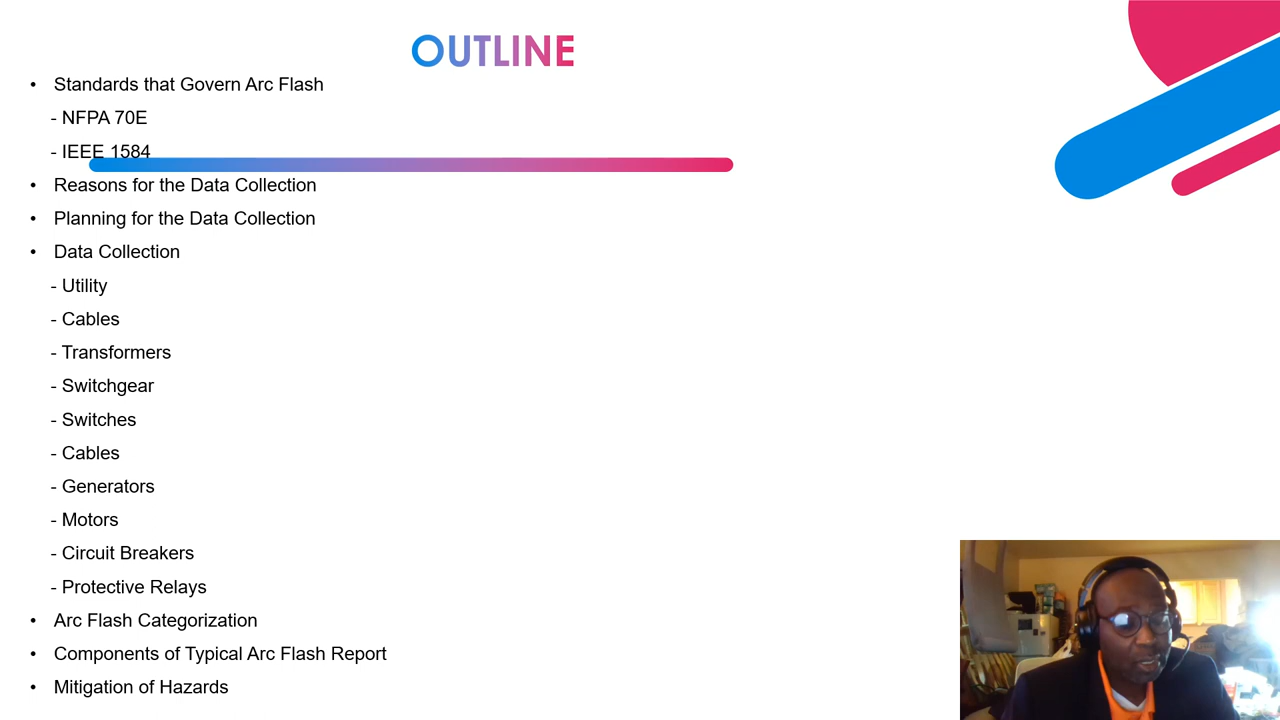 OUTLINE
• Standards that Govern Arc Flash
- NFPA 70E
- IEEE 1584
• Reasons for the Data Collection
• Planning for the Data Collection
• Data Collection
- Utility
- Cables
- Transformers
- Switchgear
- Switches
- Cables
- Generators
- Motors
- Circuit Breakers
- Protective Relays
• Arc Flash Categorization
• Components of Typical Arc Flash Report
• Mitigation of Hazards